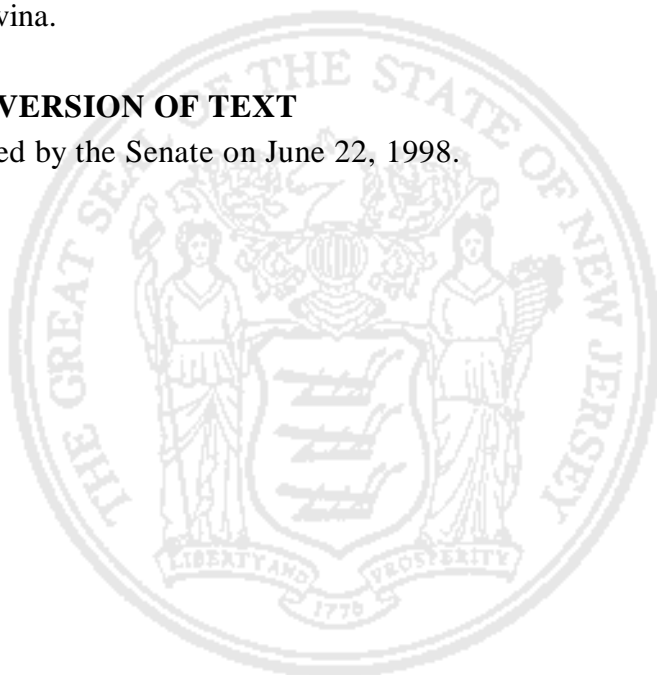 vina.
VERSION OF TEXT
ed by the Senate on June 22, 1998.
THE GREAT SEAL OF THE STATE OF NEW JERSEY
LIBERTY AND PROSPERITY
1776